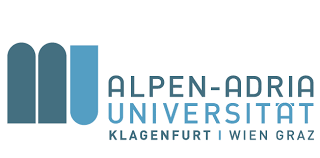 ALPEN-ADRIA
UNIVERSITÄT
KLAGENFURT | WIEN GRAZ